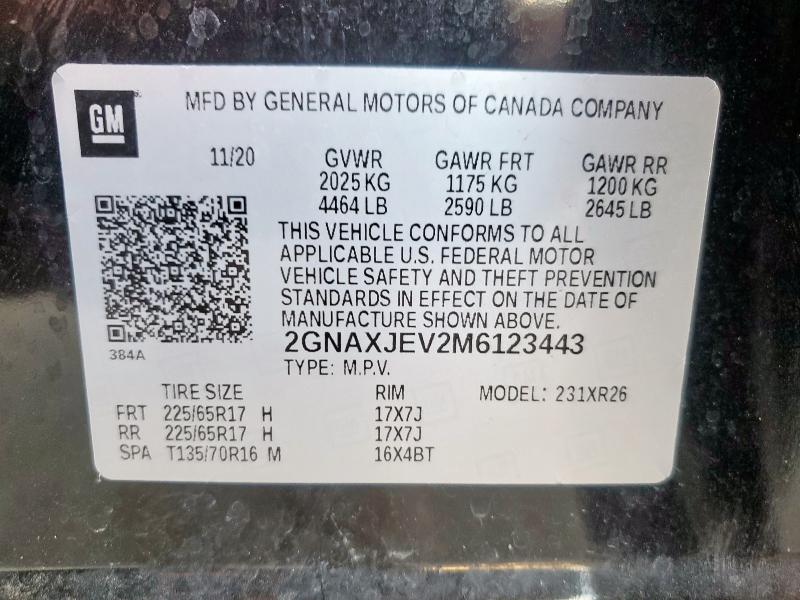 GM
MFD BY GENERAL MOTORS OF CANADA COMPANY
11/20 GVWR GAWR FRT GAWR RR
2025 KG 1175 KG 1200 KG
4464 LB 2590 LB 2645 LB
THIS VEHICLE CONFORMS TO ALL
APPLICABLE U.S. FEDERAL MOTOR
VEHICLE SAFETY AND THEFT PREVENTION
STANDARDS IN EFFECT ON THE DATE OF
MANUFACTURE SHOWN ABOVE.
384A
2GNAXJEV2M6123443
TYPE: M.P.V.
TIRE SIZE RIM MODEL: 231XR26
FRT 225/65R17 H 17X7J
RR 225/65R17 H 17X7J
SPA T135/70R16 M 16X4BT